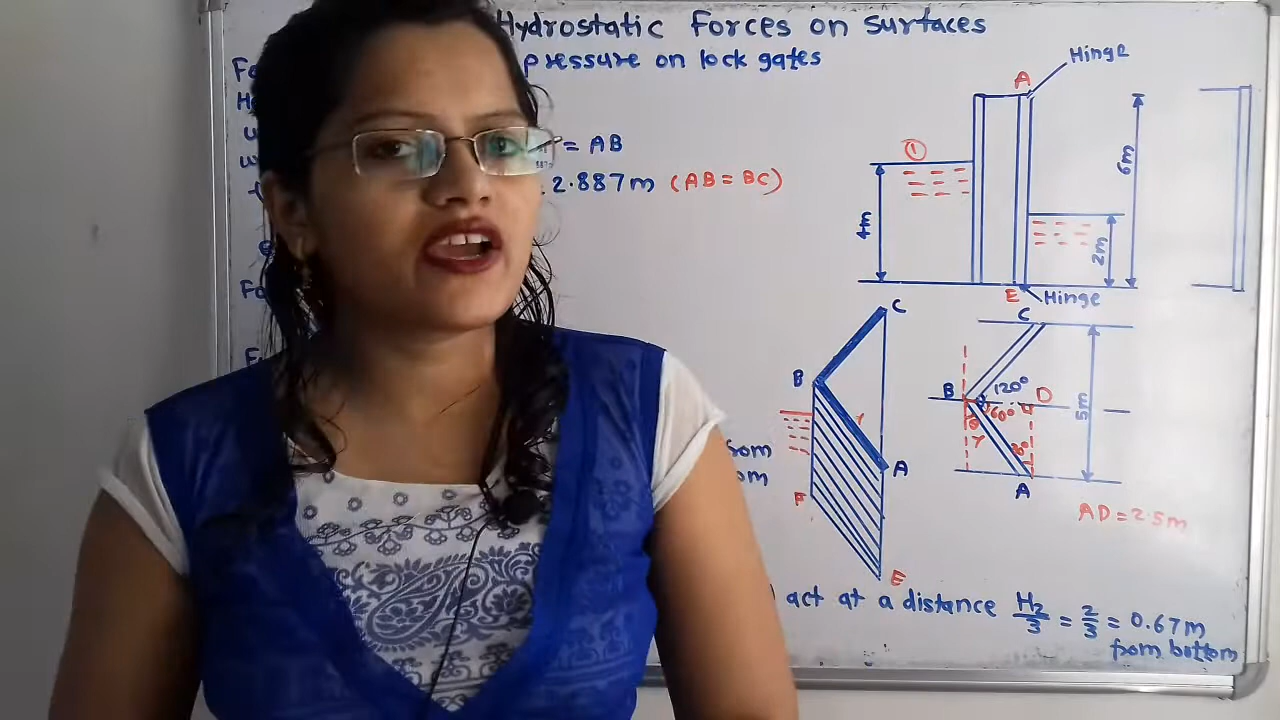 Hydrostatic Forces on surfaces
pressure on lock gates
= AB
2.887m (AB = BC)
Hinge
A
①
6m
4m
2m
E
Hinge
C
C
B
B
120°
D
60°
5m
θ
Y
Y
A
A
F
AD = 2.5m
E
act at a distance H2/3 = 2/3 = 0.67m
from bottom